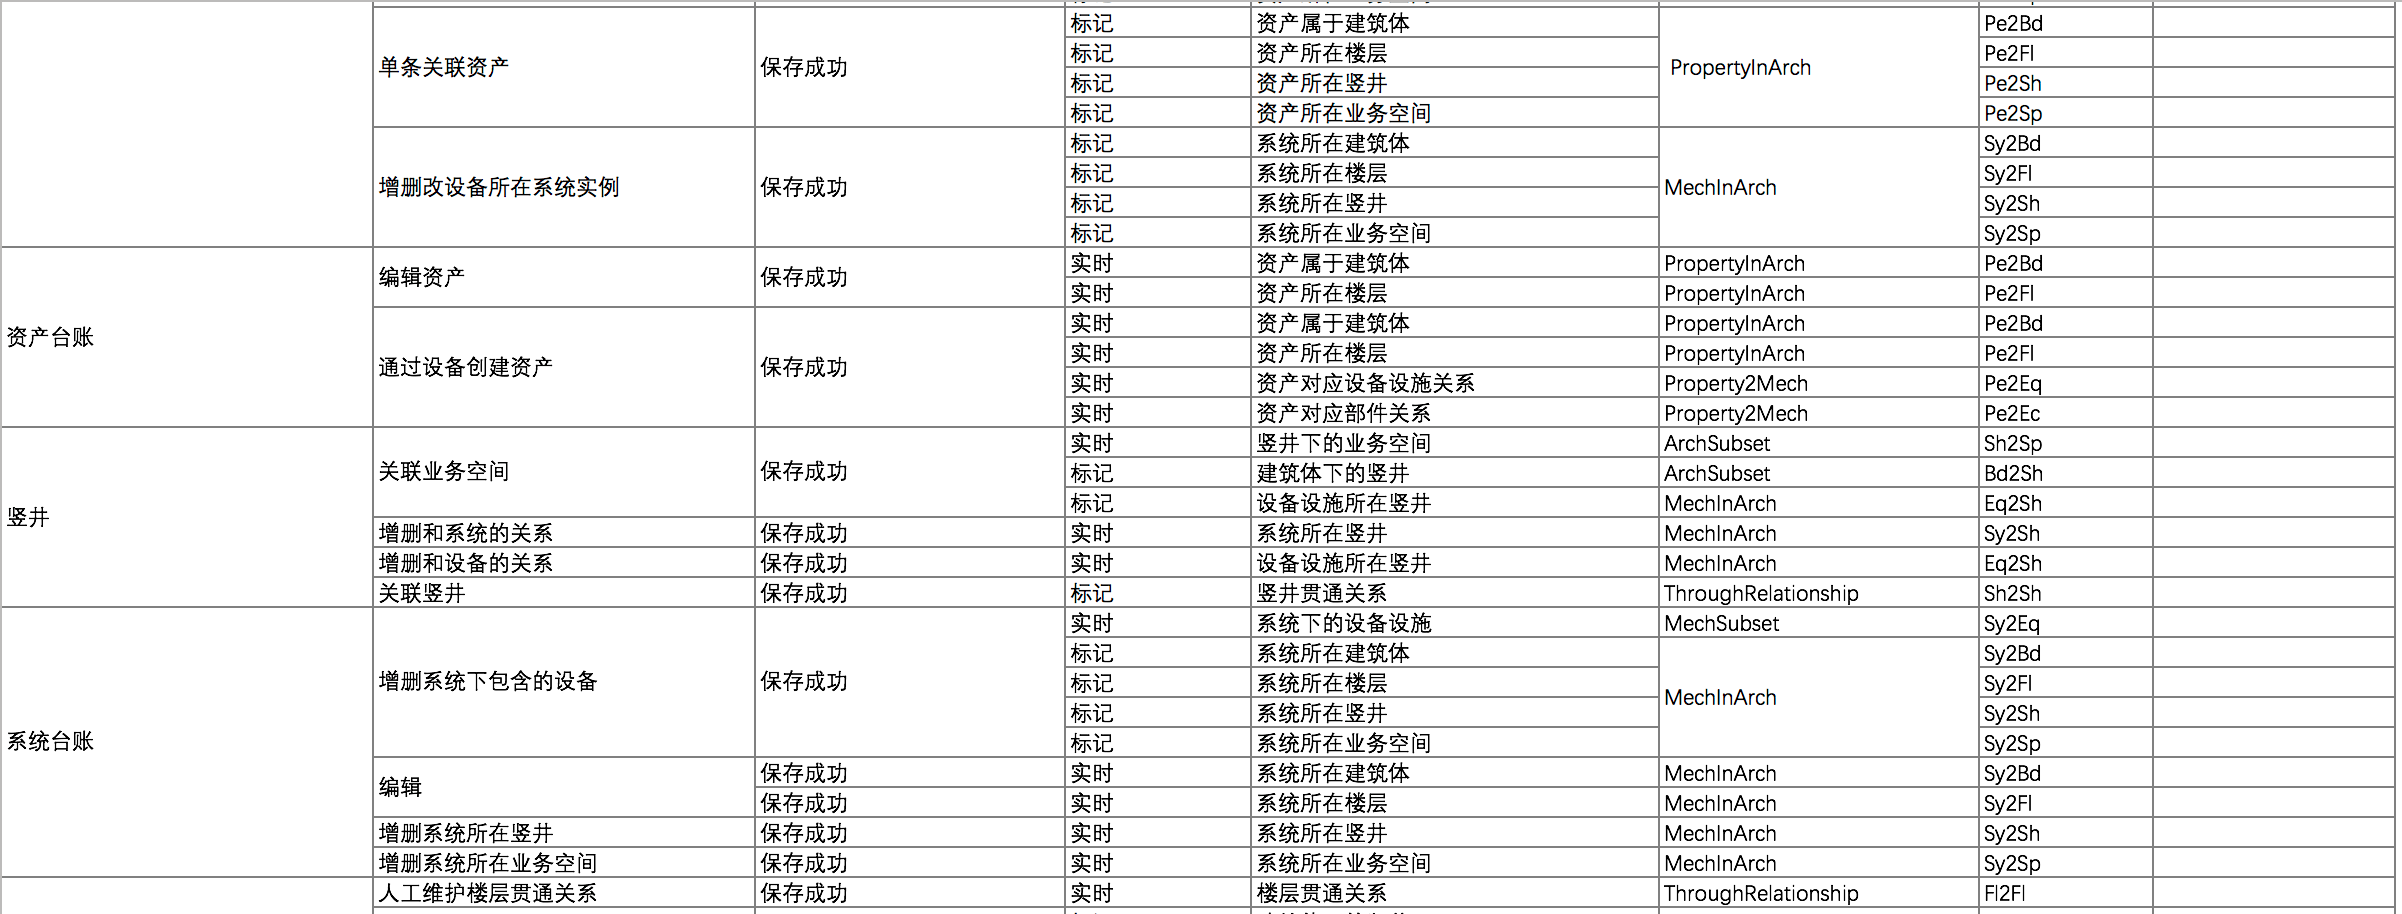 单条关联资产 保存成功 标记 资产属于建筑体 PropertyInArch Pe2Bd
标记 资产所在楼层 Pe2Fl
标记 资产所在竖井 Pe2Sh
标记 资产所在业务空间 Pe2Sp
增删改设备所在系统实例 保存成功 标记 系统所在建筑体 MechInArch Sy2Bd
标记 系统所在楼层 Sy2Fl
标记 系统所在竖井 Sy2Sh
标记 系统所在业务空间 Sy2Sp
资产台账 编辑资产 保存成功 实时 资产属于建筑体 PropertyInArch Pe2Bd
实时 资产所在楼层 PropertyInArch Pe2Fl
通过设备创建资产 保存成功 实时 资产属于建筑体 PropertyInArch Pe2Bd
实时 资产所在楼层 PropertyInArch Pe2Fl
实时 资产对应设备设施关系 Property2Mech Pe2Eq
实时 资产对应部件关系 Property2Mech Pe2Ec
竖井 关联业务空间 保存成功 实时 竖井下的业务空间 ArchSubset Sh2Sp
标记 建筑体下的竖井 ArchSubset Bd2Sh
标记 设备设施所在竖井 MechInArch Eq2Sh
增删和系统的关系 保存成功 实时 系统所在竖井 MechInArch Sy2Sh
增删和设备的关系 保存成功 实时 设备设施所在竖井 MechInArch Eq2Sh
关联竖井 保存成功 标记 竖井贯通关系 ThroughRelationship Sh2Sh
系统台账 增删系统下包含的设备 保存成功 实时 系统下的设备设施 MechSubset Sy2Eq
标记 系统所在建筑体 MechInArch Sy2Bd
标记 系统所在楼层 Sy2Fl
标记 系统所在竖井 Sy2Sh
标记 系统所在业务空间 Sy2Sp
编辑 保存成功 实时 系统所在建筑体 MechInArch Sy2Bd
保存成功 实时 系统所在楼层 MechInArch Sy2Fl
增删系统所在竖井 保存成功 实时 系统所在竖井 MechInArch Sy2Sh
增删系统所在业务空间 保存成功 实时 系统所在业务空间 MechInArch Sy2Sp
人工维护楼层贯通关系 保存成功 实时 楼层贯通关系 ThroughRelationship Fl2Fl